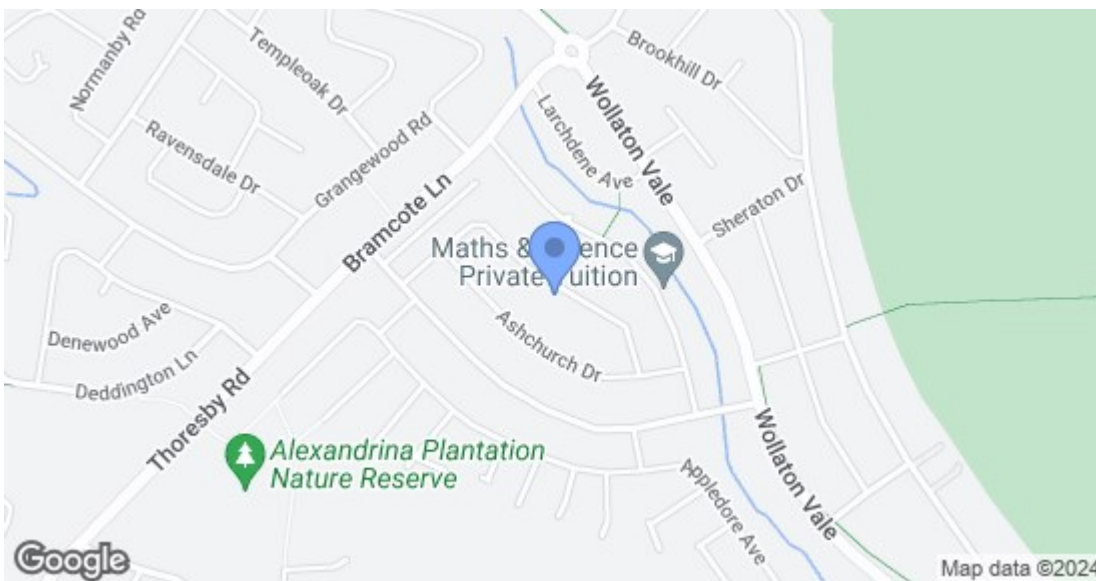 Normanby Rd
Templeoak Dr
Brookhill Dr
Ravensdale Dr
Grangewood Rd
Larchdene Ave
Wollaton Vale
Bramcote Ln
Sheraton Dr
Maths &
Private
Ashchurch Dr
Denewood Ave
Deddington Ln
Thoresby Rd
Alexandrina Plantation
Nature Reserve
Appledore Ave
Wollaton Vale
Google
Map data ©2024